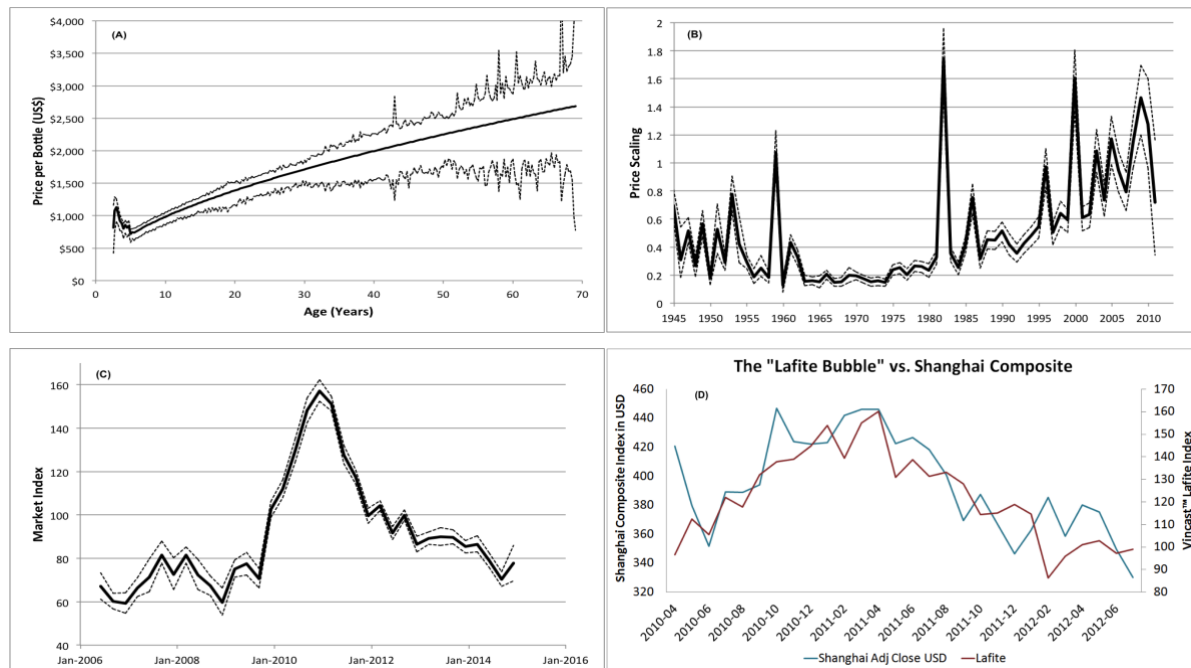 (A)
Price per Bottle (US$)
$4,000
$3,500
$3,000
$2,500
$2,000
$1,500
$1,000
$500
$0
0 10 20 30 40 50 60 70
Age (Years)
(B)
Price Scaling
2
1.8
1.6
1.4
1.2
1
0.8
0.6
0.4
0.2
0
1945 1950 1955 1960 1965 1970 1975 1980 1985 1990 1995 2000 2005 2010
(C)
Market Index
160
140
120
100
80
60
40
Jan-2006 Jan-2008 Jan-2010 Jan-2012 Jan-2014 Jan-2016
The "Lafite Bubble" vs. Shanghai Composite
(D)
Shanghai Composite Index in USD
460
440
420
400
380
360
340
320
170
160
150
140
130
120
110
100
90
80
Vincast™ Lafite Index
2010-04 2010-06 2010-08 2010-10 2010-12 2011-02 2011-04 2011-06 2011-08 2011-10 2011-12 2012-02 2012-04 2012-06
Shanghai Adj Close USD Lafite